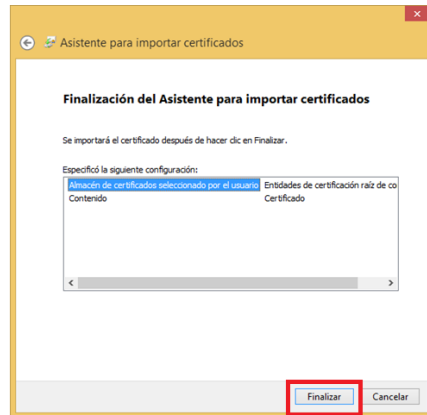 Asistente para importar certificados
Finalización del Asistente para importar certificados
Se importará el certificado después de hacer clic en Finalizar.
Especificó la siguiente configuración:
Almacén de certificados seleccionado por el usuario Entidades de certificación raíz de co
Contenido Certificado
Finalizar Cancelar